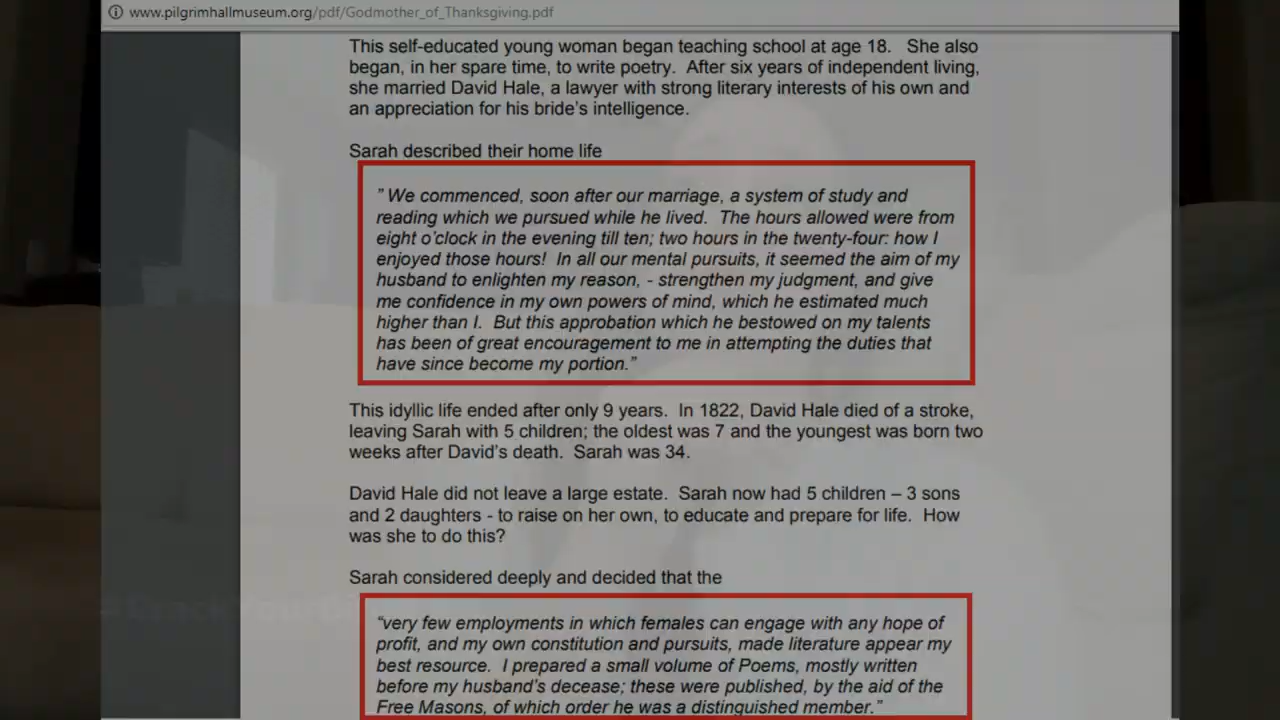 www.pilgrimhallmuseum.org/pdf/Godmother_of_Thanksgiving.pdf
This self-educated young woman began teaching school at age 18. She also
began, in her spare time, to write poetry. After six years of independent living,
she married David Hale, a lawyer with strong literary interests of his own and
an appreciation for his bride's intelligence.
Sarah described their home life
" We commenced, soon after our marriage, a system of study and
reading which we pursued while he lived. The hours allowed were from
eight o'clock in the evening till ten; two hours in the twenty-four: how I
enjoyed those hours! In all our mental pursuits, it seemed the aim of my
husband to enlighten my reason, - strengthen my judgment, and give
me confidence in my own powers of mind, which he estimated much
higher than I. But this approbation which he bestowed on my talents
has been of great encouragement to me in attempting the duties that
have since become my portion."
This idyllic life ended after only 9 years. In 1822, David Hale died of a stroke,
leaving Sarah with 5 children; the oldest was 7 and the youngest was born two
weeks after David's death. Sarah was 34.
David Hale did not leave a large estate. Sarah now had 5 children – 3 sons
and 2 daughters - to raise on her own, to educate and prepare for life. How
was she to do this?
Sarah considered deeply and decided that the
"very few employments in which females can engage with any hope of
profit, and my own constitution and pursuits, made literature appear my
best resource. I prepared a small volume of Poems, mostly written
before my husband's decease; these were published, by the aid of the
Free Masons, of which order he was a distinguished member."